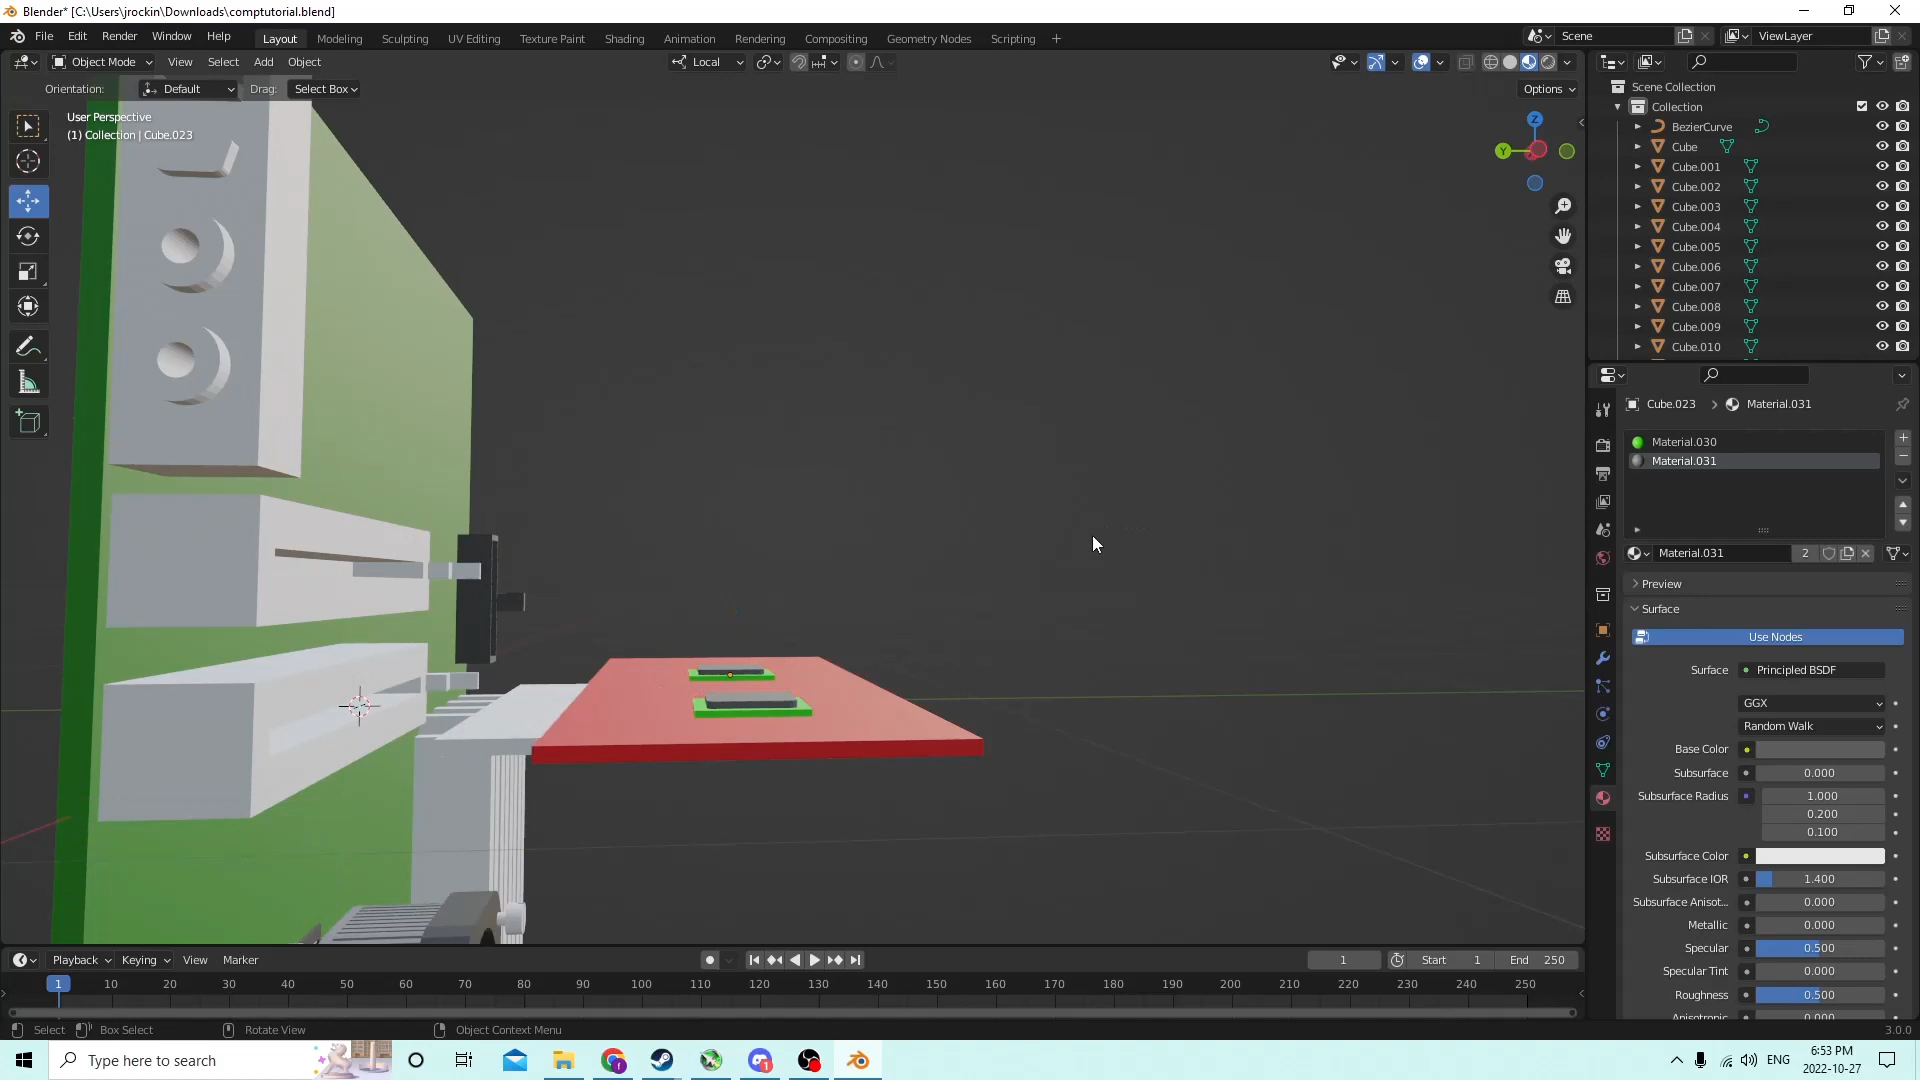 Blender* [C:\Users\jrockin\Downloads\comptutorial.blend]
File Edit Render Window Help
Layout Modeling Sculpting UV Editing Texture Paint Shading Animation Rendering Compositing Geometry Nodes Scripting +
Scene ViewLayer
Object Mode View Select Add Object Local
Orientation: Default Drag: Select Box Options
User Perspective
(1) Collection | Cube.023
Z
Y
Scene Collection
Collection
BezierCurve
Cube
Cube.001
Cube.002
Cube.003
Cube.004
Cube.005
Cube.006
Cube.007
Cube.008
Cube.009
Cube.010
Cube.023 > Material.031
Material.030
Material.031
Material.031 2
Preview
Surface
Use Nodes
Surface Principled BSDF
GGX
Random Walk
Base Color
Subsurface 0.000
Subsurface Radius 1.000
0.200
0.100
Subsurface Color
Subsurface IOR 1.400
Subsurface Anisot... 0.000
Metallic 0.000
Specular 0.500
Specular Tint 0.000
Roughness 0.500
Anisotropic 0.000
Playback Keying View Marker 1 Start 1 End 250
1 10 20 30 40 50 60 70 80 90 100 110 120 130 140 150 160 170 180 190 200 210 220 230 240 250
Select Box Select Rotate View Object Context Menu 3.0.0
Type here to search
ENG
6:53 PM
2022-10-27